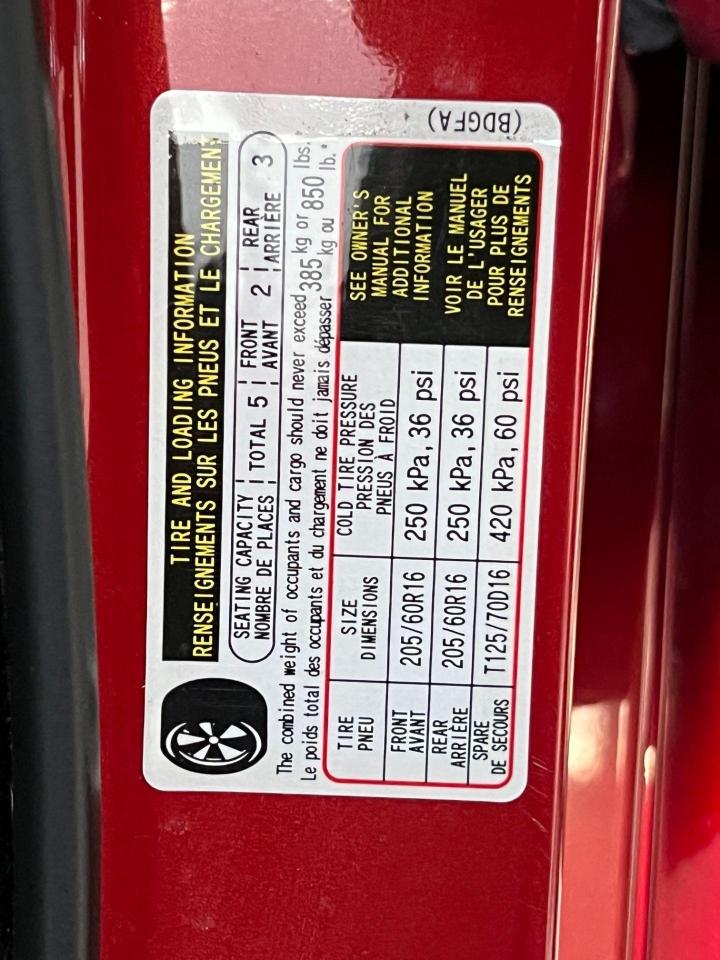 TIRE AND LOADING INFORMATION
RENSEIGNEMENTS SUR LES PNEUS ET LE CHARGEMENT
SEATING CAPACITY
NOMBRE DE PLACES
TOTAL 5
FRONT
AVANT
2
REAR
ARRIÈRE
3
The combined weight of occupants and cargo should never exceed 385 kg or 850 lbs.
Le poids total des occupants et du chargement ne doit jamais dépasser 385 kg ou 850 lb.
TIRE
PNEU
SIZE
DIMENSIONS
COLD TIRE PRESSURE
PRESSION DES
PNEUS À FROID
FRONT
AVANT
205/60R16
250 kPa, 36 psi
REAR
ARRIÈRE
205/60R16
250 kPa, 36 psi
SPARE
DE SECOURS
T125/70D16
420 kPa, 60 psi
SEE OWNER'S
MANUAL FOR
ADDITIONAL
INFORMATION
VOIR LE MANUEL
DE L'USAGER
POUR PLUS DE
RENSEIGNEMENTS
(BDGFA)